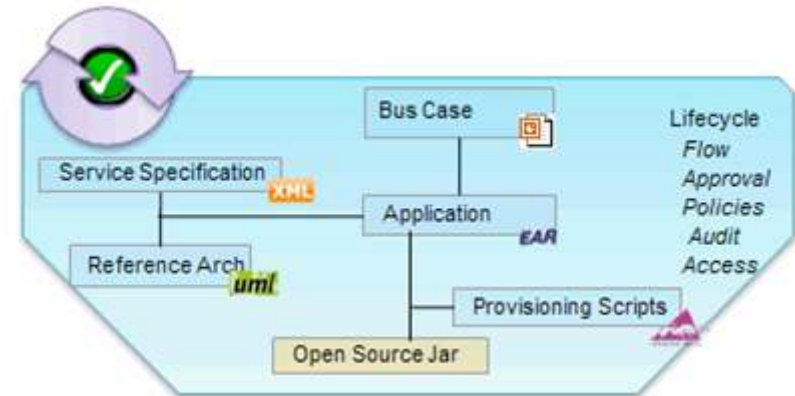 Bus Case
Service Specification
XML
Application
EAR
Reference Arch
uml
Provisioning Scripts
Open Source Jar
Lifecycle
Flow
Approval
Policies
Audit
Access